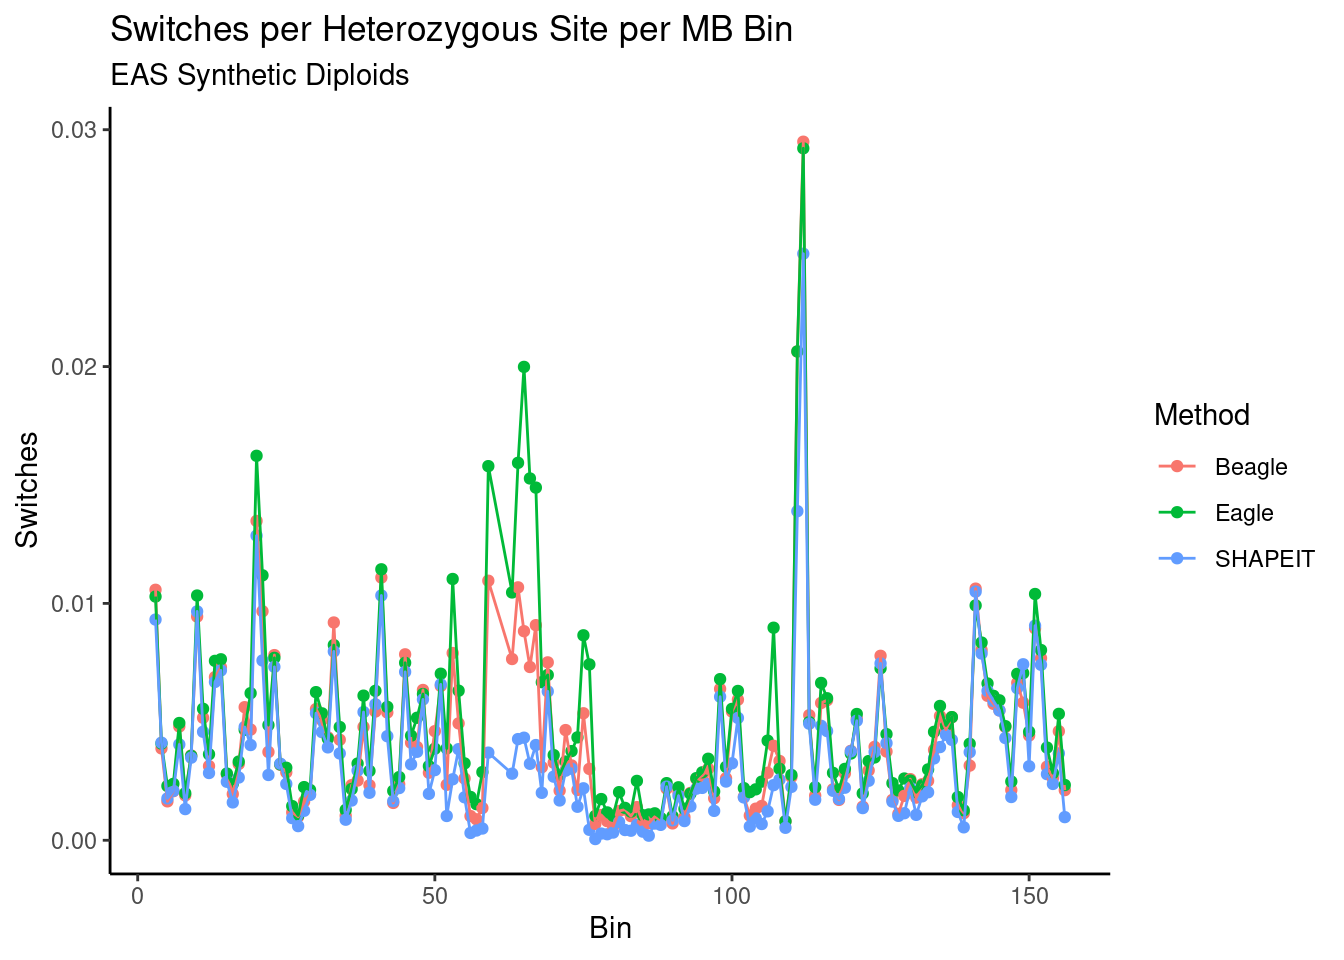 Switches per Heterozygous Site per MB Bin
EAS Synthetic Diploids
0.03
0.02
0.01
0.00
Switches
0
50
100
150
Bin
Method
Beagle
Eagle
SHAPEIT